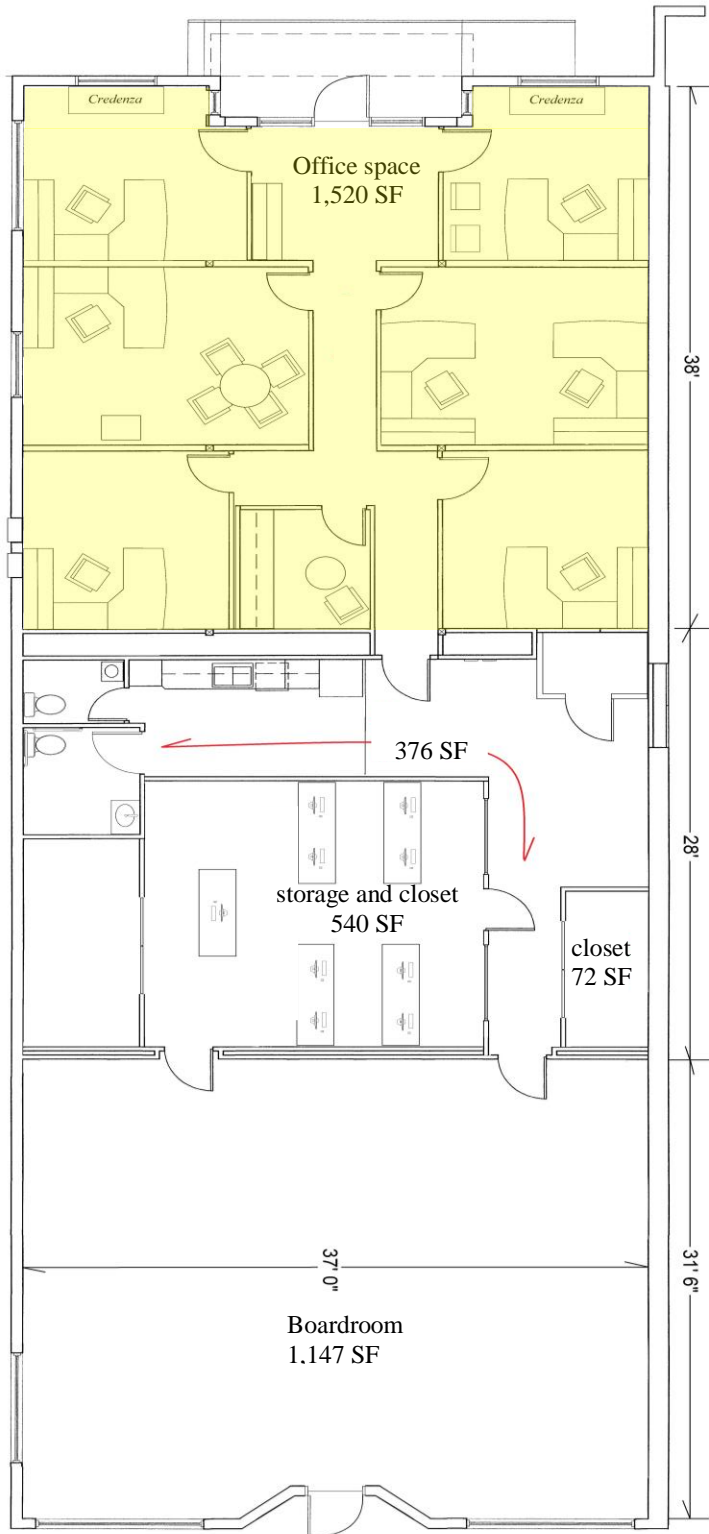 Credenza
Credenza
Office space
1,520 SF
38'
376 SF
28'
storage and closet
540 SF
closet
72 SF
37' 0"
31' 6"
Boardroom
1,147 SF